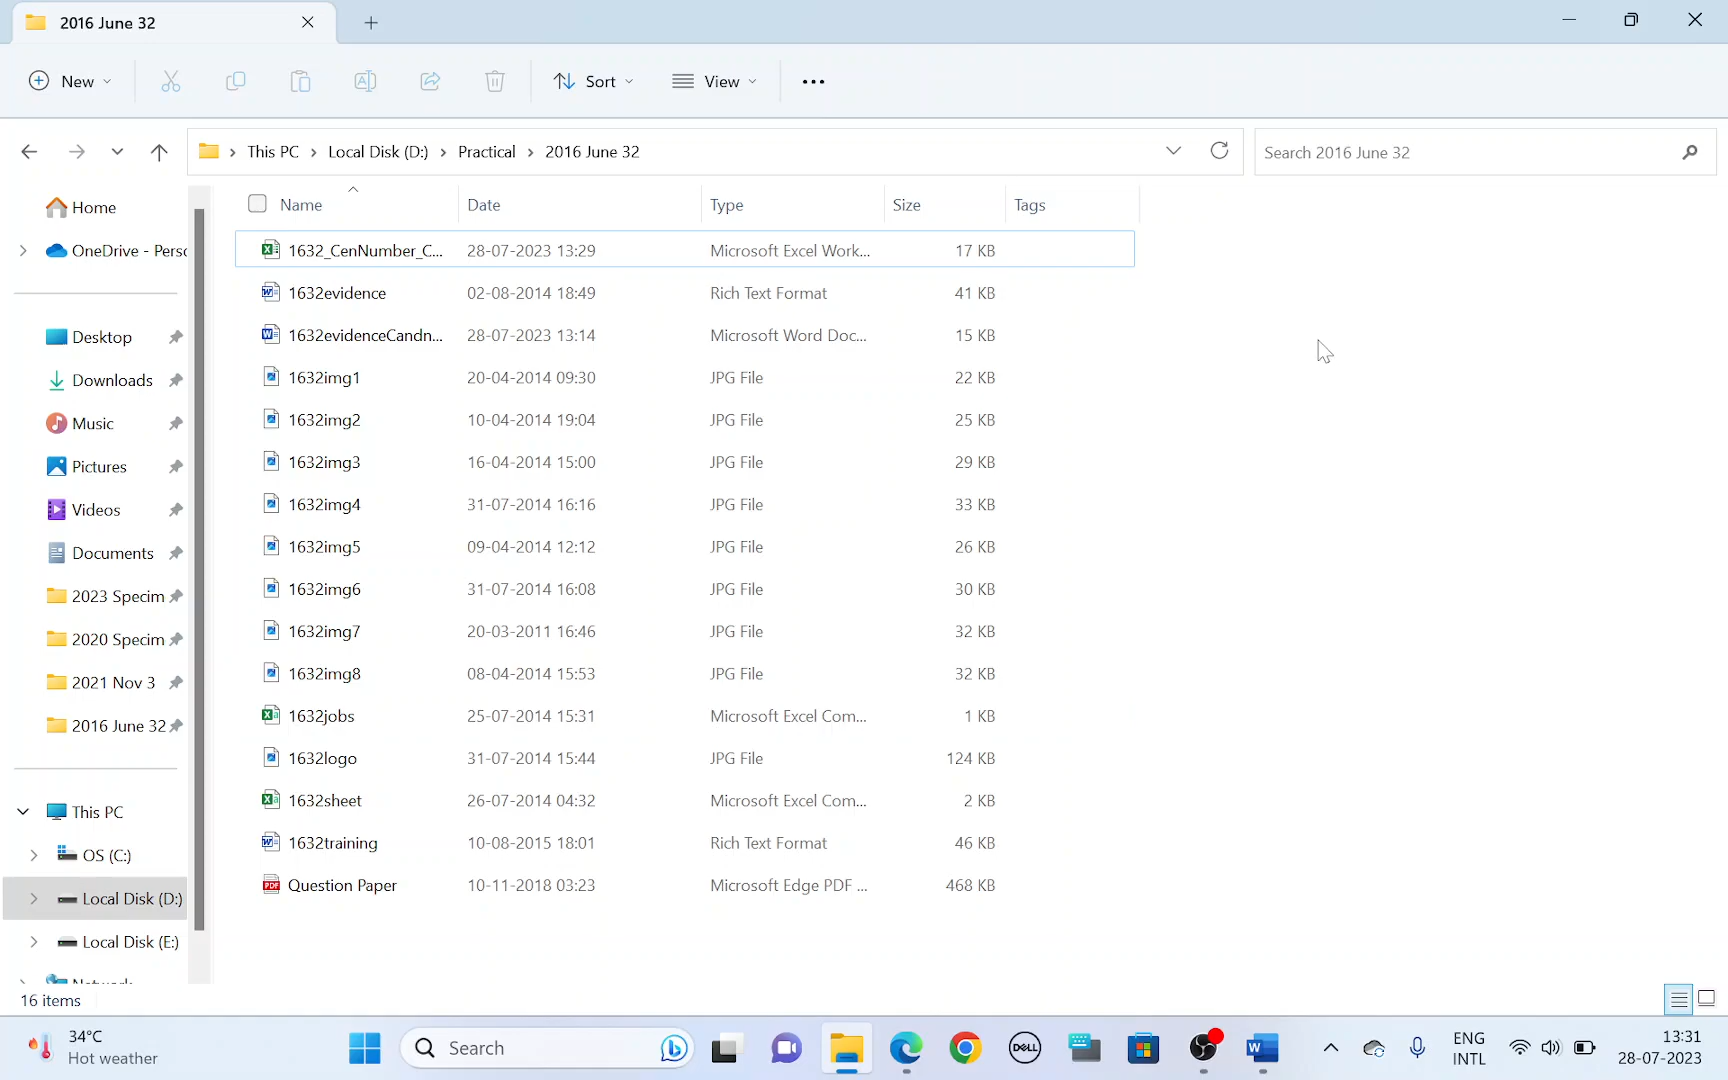 2016 June 32
New
Sort
View
This PC
Local Disk (D:)
Practical
2016 June 32
Search 2016 June 32
Home
OneDrive - Perso
Desktop
Downloads
Music
Pictures
Videos
Documents
2023 Specim
2020 Specim
2021 Nov 3
2016 June 32
This PC
OS (C:)
Local Disk (D:)
Local Disk (E:)
Name Date Type Size Tags
1632_CenNumber_C... 28-07-2023 13:29 Microsoft Excel Work... 17 KB
1632evidence 02-08-2014 18:49 Rich Text Format 41 KB
1632evidenceCandn... 28-07-2023 13:14 Microsoft Word Doc... 15 KB
1632img1 20-04-2014 09:30 JPG File 22 KB
1632img2 10-04-2014 19:04 JPG File 25 KB
1632img3 16-04-2014 15:00 JPG File 29 KB
1632img4 31-07-2014 16:16 JPG File 33 KB
1632img5 09-04-2014 12:12 JPG File 26 KB
1632img6 31-07-2014 16:08 JPG File 30 KB
1632img7 20-03-2011 16:46 JPG File 32 KB
1632img8 08-04-2014 15:53 JPG File 32 KB
1632jobs 25-07-2014 15:31 Microsoft Excel Com... 1 KB
1632logo 31-07-2014 15:44 JPG File 124 KB
1632sheet 26-07-2014 04:32 Microsoft Excel Com... 2 KB
1632training 10-08-2015 18:01 Rich Text Format 46 KB
Question Paper 10-11-2018 03:23 Microsoft Edge PDF ... 468 KB
16 items
34°C
Hot weather
Search
DELL
ENG
INTL
13:31
28-07-2023